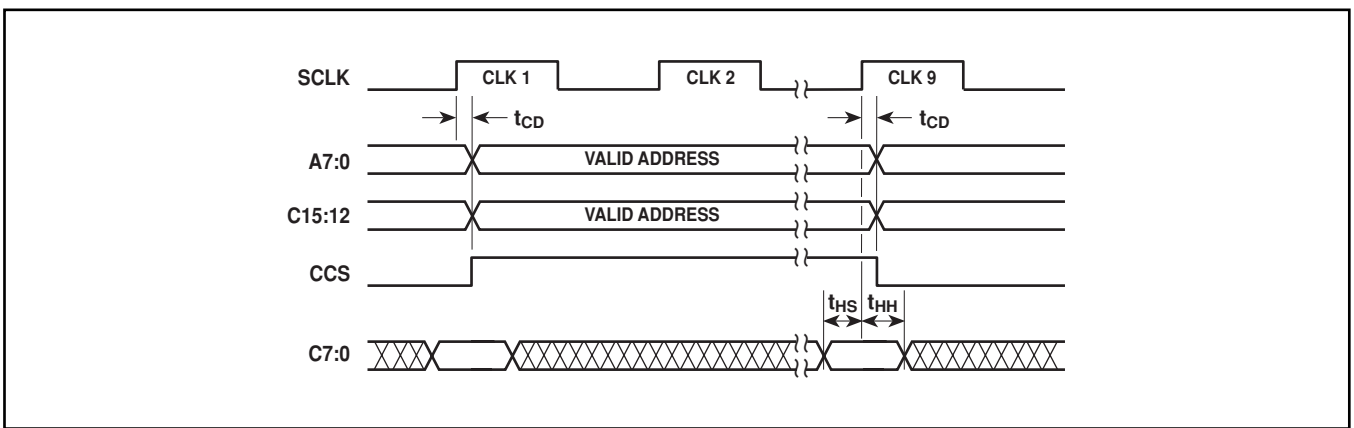 SCLK CLK 1 CLK 2 CLK 9
tCD tCD
A7:0 VALID ADDRESS
C15:12 VALID ADDRESS
CCS
tHS tHH
C7:0